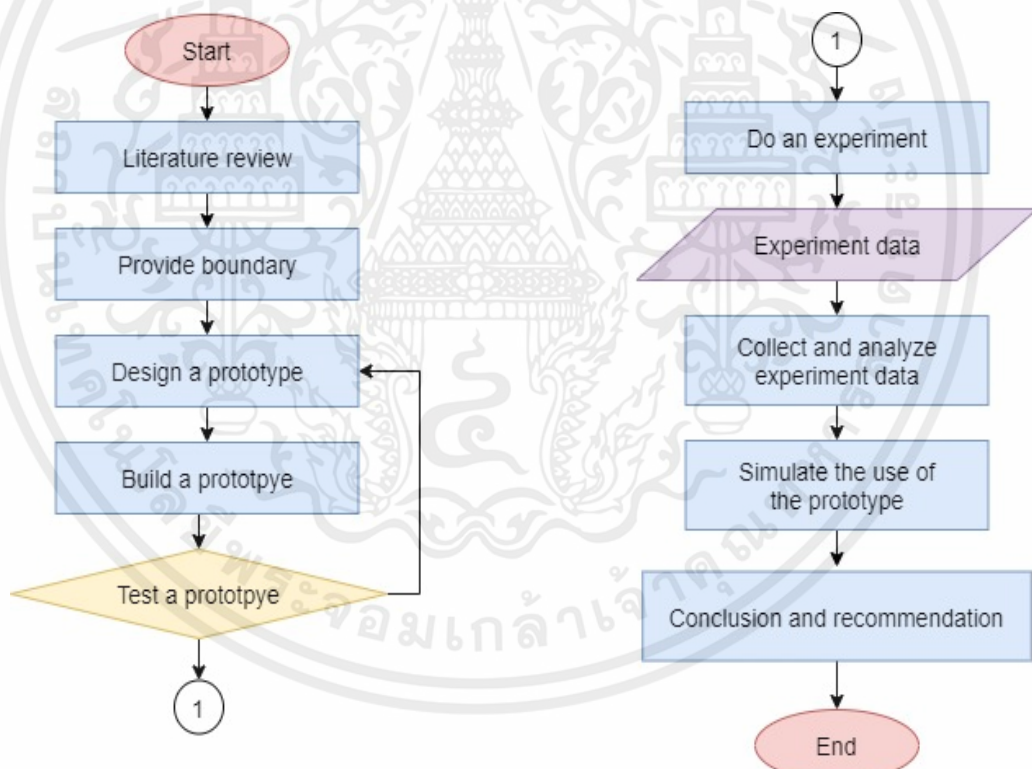 Start
Literature review
Provide boundary
Design a prototype
Build a prototpye
Test a prototpye
1
1
Do an experiment
Experiment data
Collect and analyze
experiment data
Simulate the use of
the prototype
Conclusion and recommendation
End